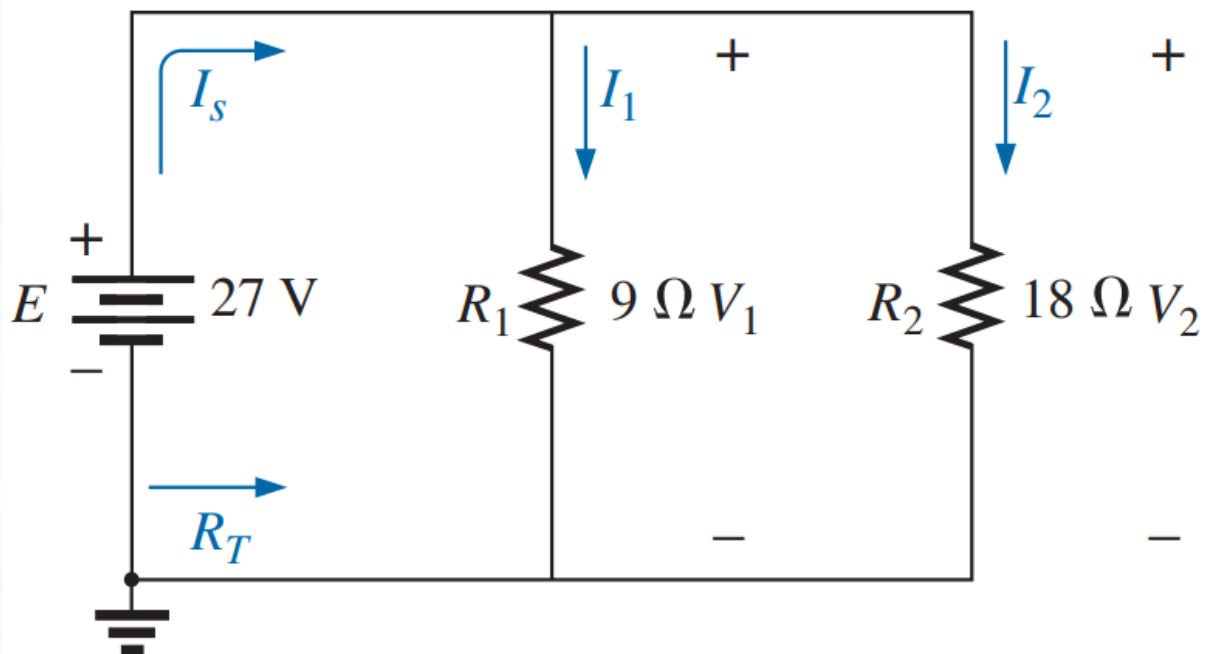 + +
I_s I_1 I_2
+
E 27 V R_1 9 Ω V_1 R_2 18 Ω V_2
−
R_T − −